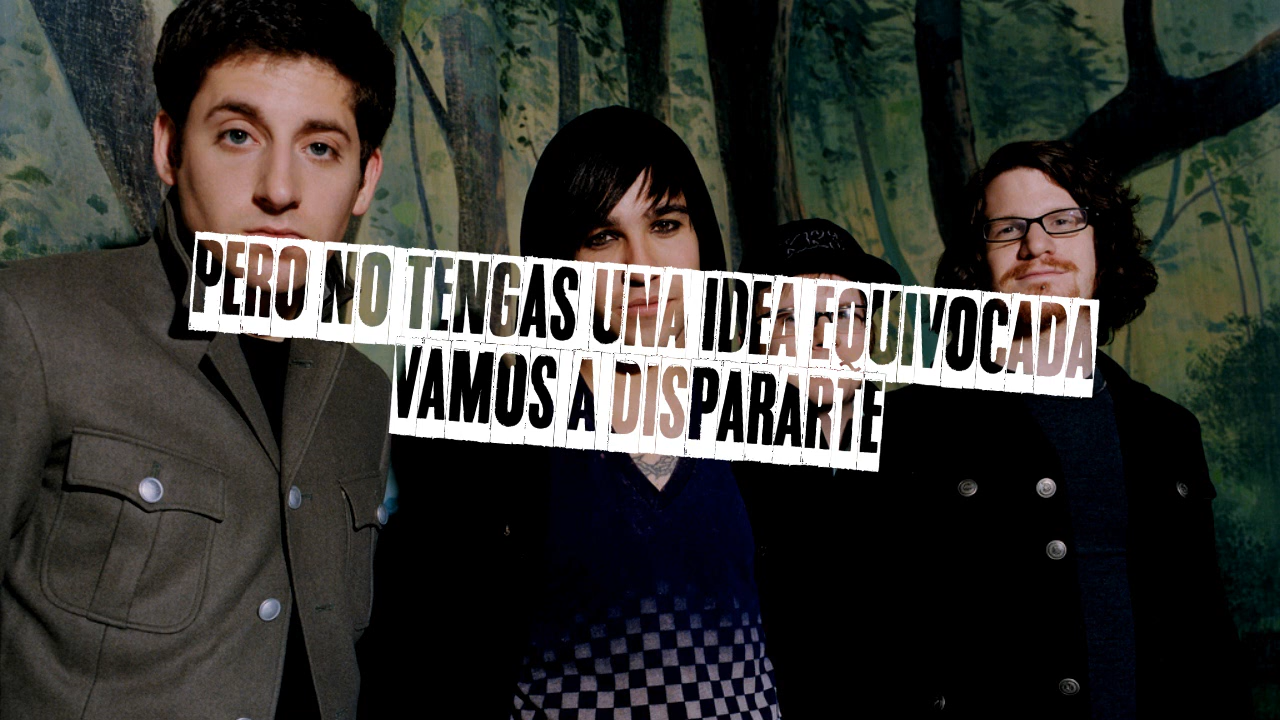 PERO NO TENGAS UNA IDEA EQUIVOCADA
VAMOS A DISPARARTE